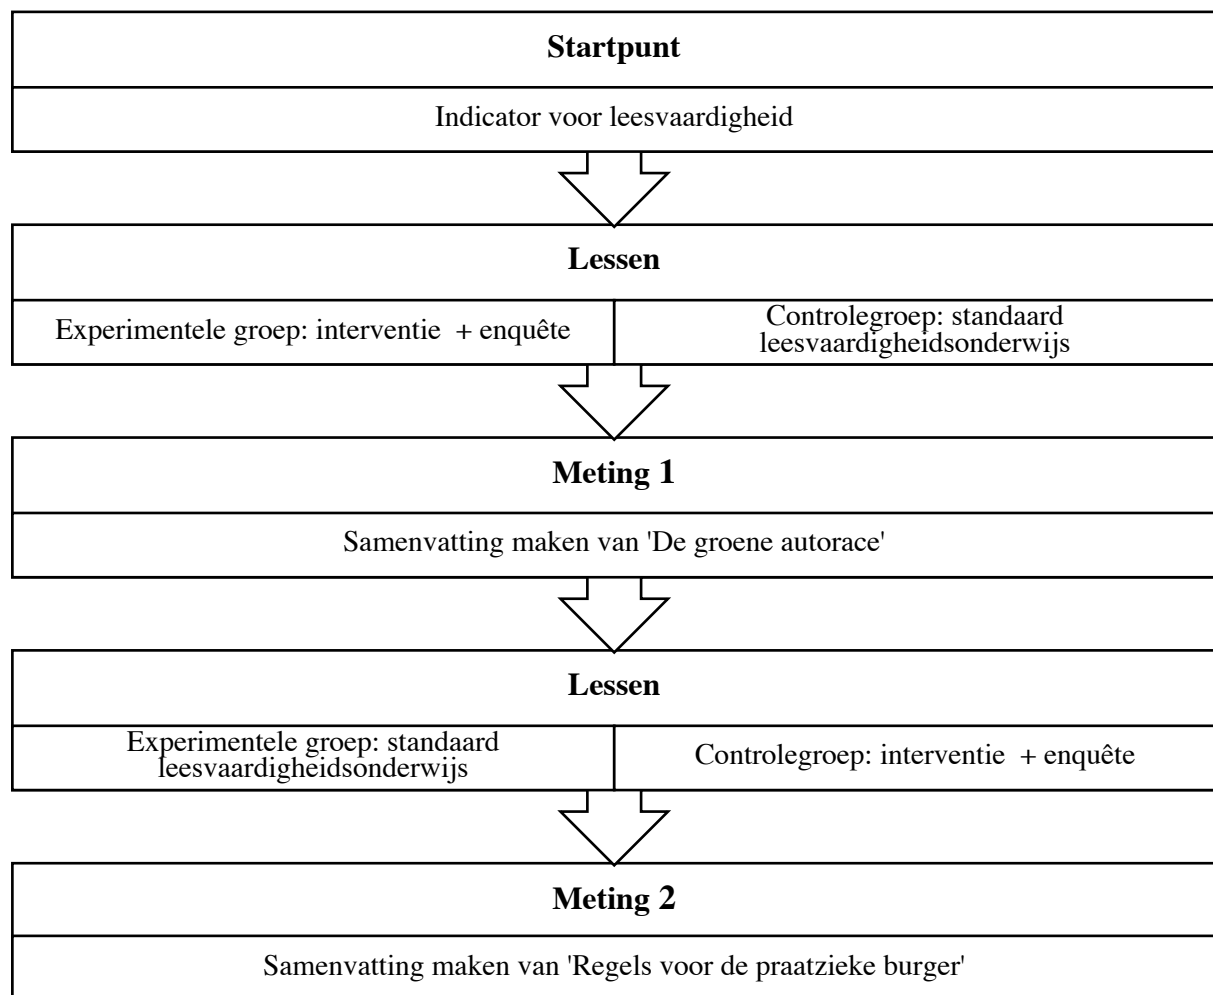 Startpunt
Indicator voor leesvaardigheid
Lessen
Experimentele groep: interventie  + enquête
Controlegroep: standaard
leesvaardigheidsonderwijs
Meting 1
Samenvatting maken van 'De groene autorace'
Lessen
Experimentele groep: standaard
leesvaardigheidsonderwijs
Controlegroep: interventie  + enquête
Meting 2
Samenvatting maken van 'Regels voor de praatzieke burger'